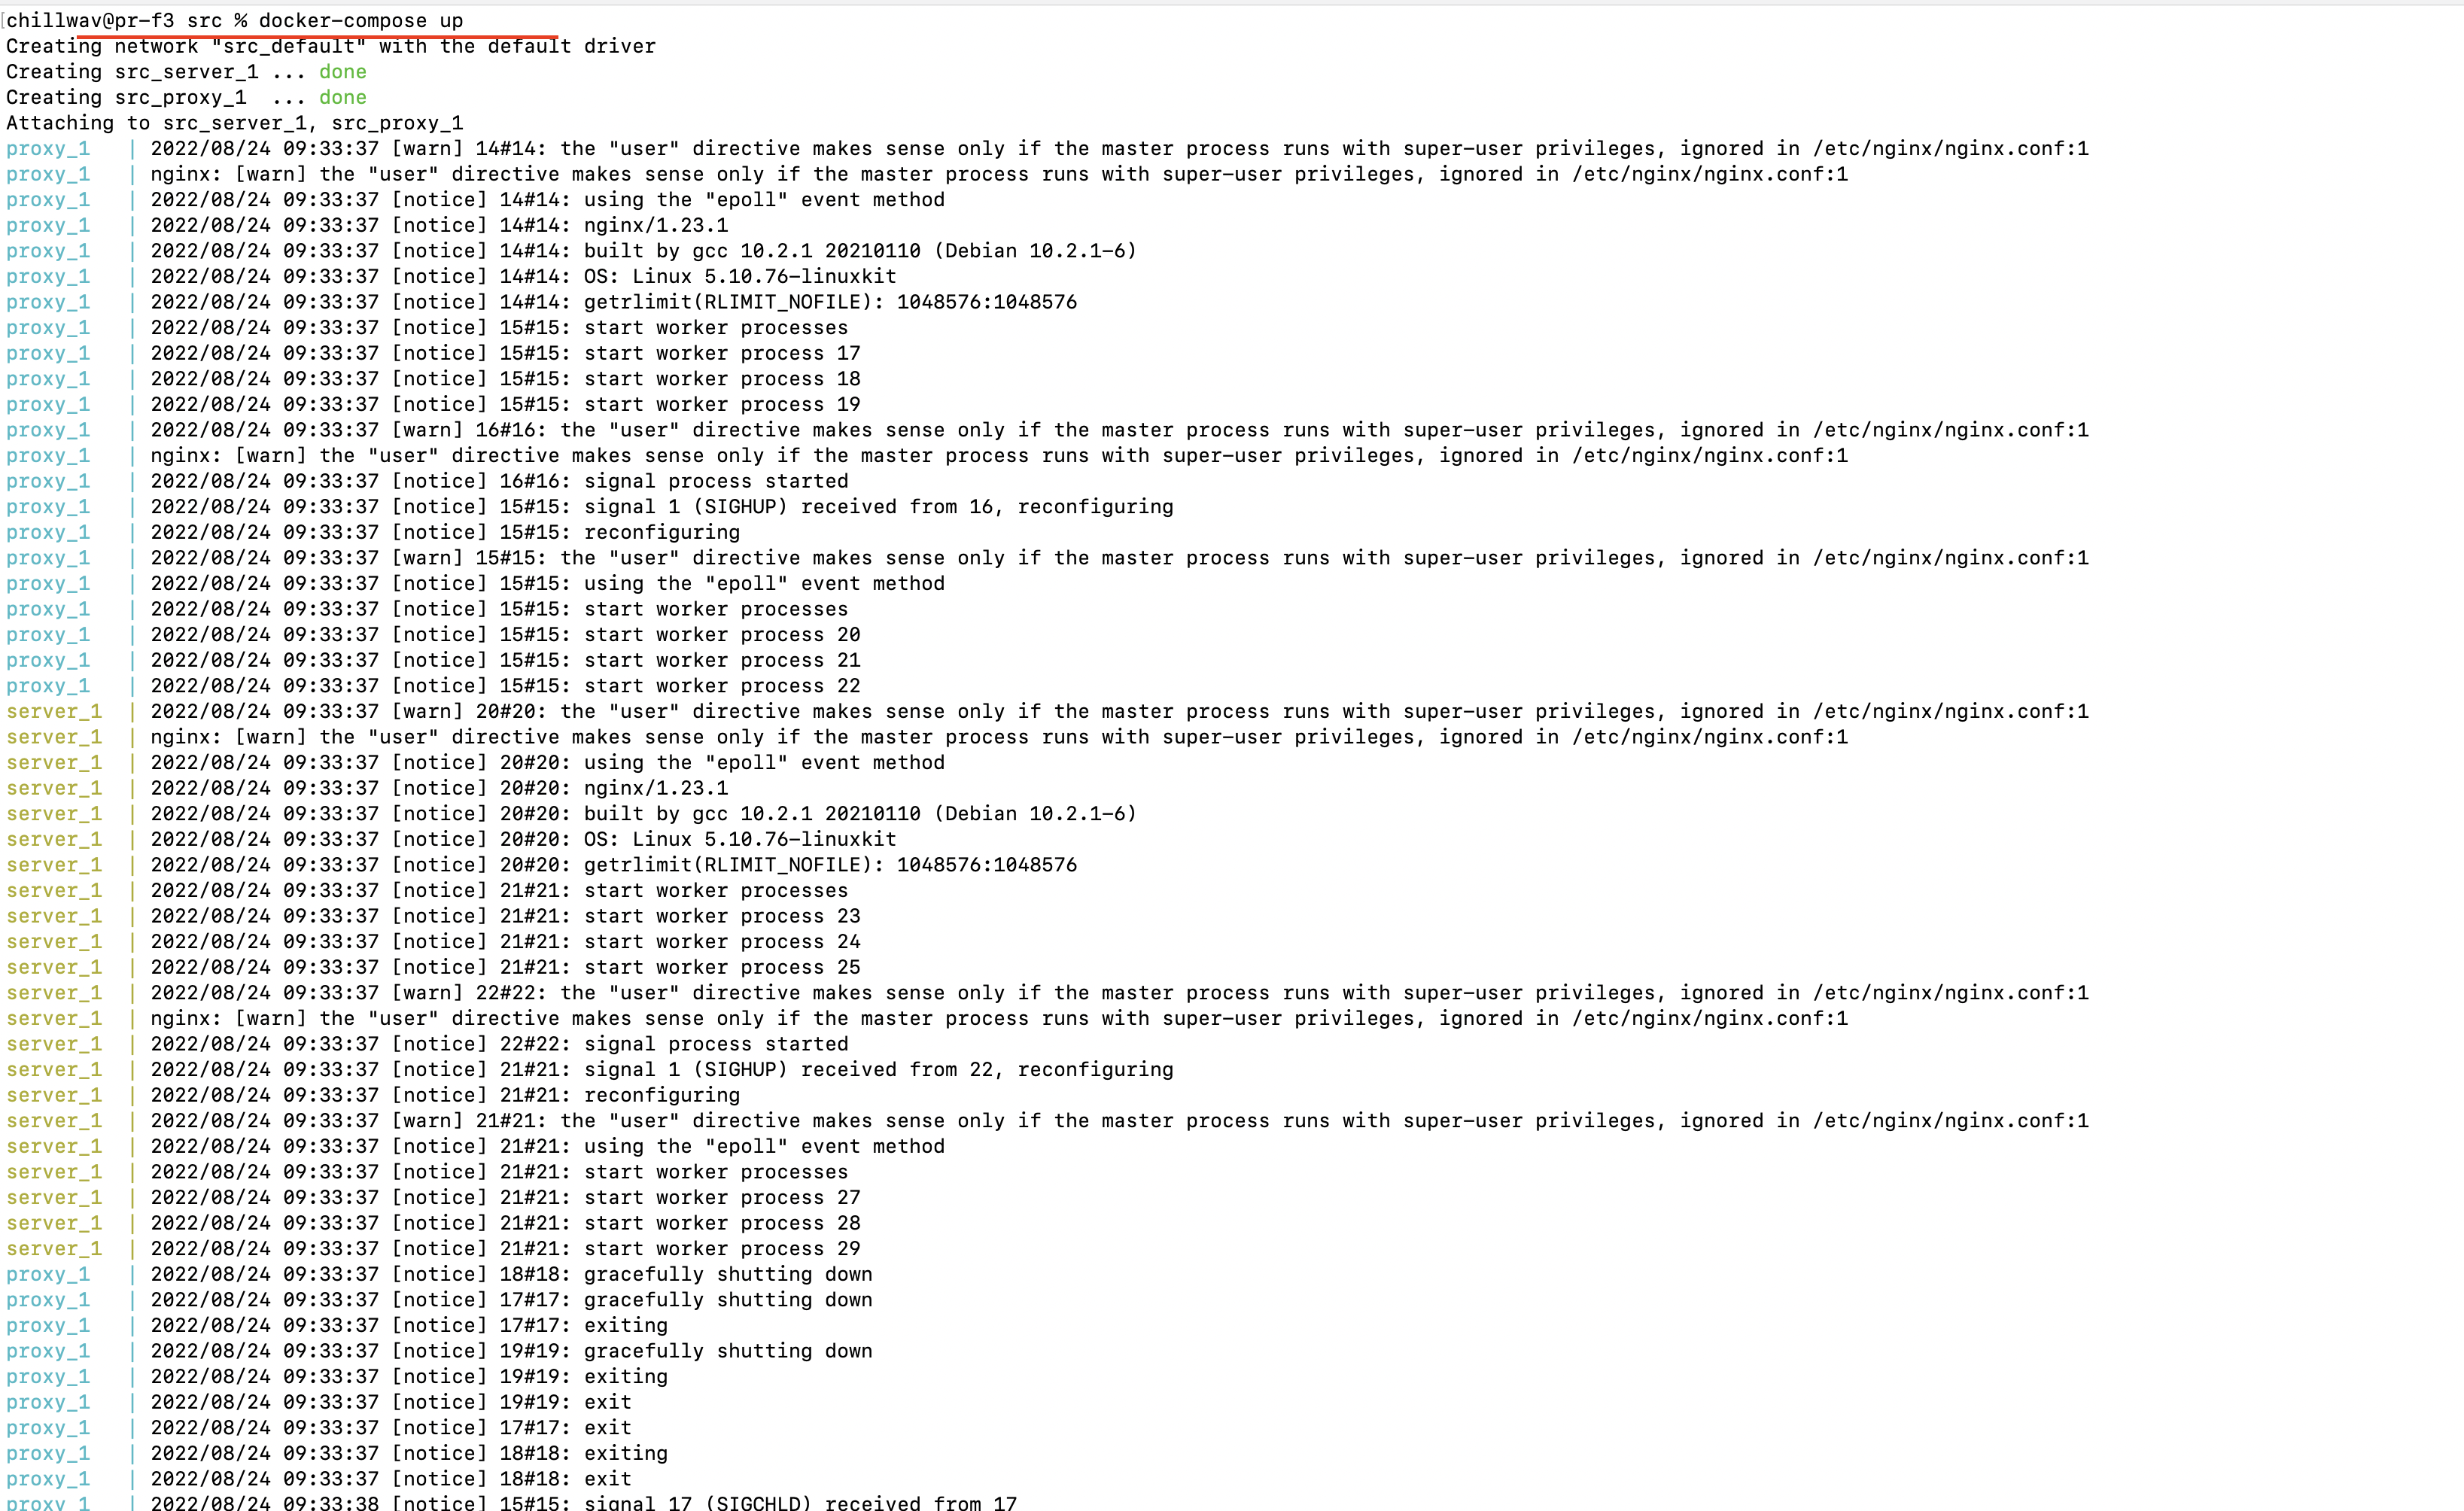 [chillwav@pr-f3 src % docker-compose up
Creating network "src_default" with the default driver
Creating src_server_1 ... done
Creating src_proxy_1  ... done
Attaching to src_server_1, src_proxy_1
proxy_1   | 2022/08/24 09:33:37 [warn] 14#14: the "user" directive makes sense only if the master process runs with super-user privileges, ignored in /etc/nginx/nginx.conf:1
proxy_1   | nginx: [warn] the "user" directive makes sense only if the master process runs with super-user privileges, ignored in /etc/nginx/nginx.conf:1
proxy_1   | 2022/08/24 09:33:37 [notice] 14#14: using the "epoll" event method
proxy_1   | 2022/08/24 09:33:37 [notice] 14#14: nginx/1.23.1
proxy_1   | 2022/08/24 09:33:37 [notice] 14#14: built by gcc 10.2.1 20210110 (Debian 10.2.1-6)
proxy_1   | 2022/08/24 09:33:37 [notice] 14#14: OS: Linux 5.10.76-linuxkit
proxy_1   | 2022/08/24 09:33:37 [notice] 14#14: getrlimit(RLIMIT_NOFILE): 1048576:1048576
proxy_1   | 2022/08/24 09:33:37 [notice] 15#15: start worker processes
proxy_1   | 2022/08/24 09:33:37 [notice] 15#15: start worker process 17
proxy_1   | 2022/08/24 09:33:37 [notice] 15#15: start worker process 18
proxy_1   | 2022/08/24 09:33:37 [notice] 15#15: start worker process 19
proxy_1   | 2022/08/24 09:33:37 [warn] 16#16: the "user" directive makes sense only if the master process runs with super-user privileges, ignored in /etc/nginx/nginx.conf:1
proxy_1   | nginx: [warn] the "user" directive makes sense only if the master process runs with super-user privileges, ignored in /etc/nginx/nginx.conf:1
proxy_1   | 2022/08/24 09:33:37 [notice] 16#16: signal process started
proxy_1   | 2022/08/24 09:33:37 [notice] 15#15: signal 1 (SIGHUP) received from 16, reconfiguring
proxy_1   | 2022/08/24 09:33:37 [notice] 15#15: reconfiguring
proxy_1   | 2022/08/24 09:33:37 [warn] 15#15: the "user" directive makes sense only if the master process runs with super-user privileges, ignored in /etc/nginx/nginx.conf:1
proxy_1   | 2022/08/24 09:33:37 [notice] 15#15: using the "epoll" event method
proxy_1   | 2022/08/24 09:33:37 [notice] 15#15: start worker processes
proxy_1   | 2022/08/24 09:33:37 [notice] 15#15: start worker process 20
proxy_1   | 2022/08/24 09:33:37 [notice] 15#15: start worker process 21
proxy_1   | 2022/08/24 09:33:37 [notice] 15#15: start worker process 22
server_1  | 2022/08/24 09:33:37 [warn] 20#20: the "user" directive makes sense only if the master process runs with super-user privileges, ignored in /etc/nginx/nginx.conf:1
server_1  | nginx: [warn] the "user" directive makes sense only if the master process runs with super-user privileges, ignored in /etc/nginx/nginx.conf:1
server_1  | 2022/08/24 09:33:37 [notice] 20#20: using the "epoll" event method
server_1  | 2022/08/24 09:33:37 [notice] 20#20: nginx/1.23.1
server_1  | 2022/08/24 09:33:37 [notice] 20#20: built by gcc 10.2.1 20210110 (Debian 10.2.1-6)
server_1  | 2022/08/24 09:33:37 [notice] 20#20: OS: Linux 5.10.76-linuxkit
server_1  | 2022/08/24 09:33:37 [notice] 20#20: getrlimit(RLIMIT_NOFILE): 1048576:1048576
server_1  | 2022/08/24 09:33:37 [notice] 21#21: start worker processes
server_1  | 2022/08/24 09:33:37 [notice] 21#21: start worker process 23
server_1  | 2022/08/24 09:33:37 [notice] 21#21: start worker process 24
server_1  | 2022/08/24 09:33:37 [notice] 21#21: start worker process 25
server_1  | 2022/08/24 09:33:37 [warn] 22#22: the "user" directive makes sense only if the master process runs with super-user privileges, ignored in /etc/nginx/nginx.conf:1
server_1  | nginx: [warn] the "user" directive makes sense only if the master process runs with super-user privileges, ignored in /etc/nginx/nginx.conf:1
server_1  | 2022/08/24 09:33:37 [notice] 22#22: signal process started
server_1  | 2022/08/24 09:33:37 [notice] 21#21: signal 1 (SIGHUP) received from 22, reconfiguring
server_1  | 2022/08/24 09:33:37 [notice] 21#21: reconfiguring
server_1  | 2022/08/24 09:33:37 [warn] 21#21: the "user" directive makes sense only if the master process runs with super-user privileges, ignored in /etc/nginx/nginx.conf:1
server_1  | 2022/08/24 09:33:37 [notice] 21#21: using the "epoll" event method
server_1  | 2022/08/24 09:33:37 [notice] 21#21: start worker processes
server_1  | 2022/08/24 09:33:37 [notice] 21#21: start worker process 27
server_1  | 2022/08/24 09:33:37 [notice] 21#21: start worker process 28
server_1  | 2022/08/24 09:33:37 [notice] 21#21: start worker process 29
proxy_1   | 2022/08/24 09:33:37 [notice] 18#18: gracefully shutting down
proxy_1   | 2022/08/24 09:33:37 [notice] 17#17: gracefully shutting down
proxy_1   | 2022/08/24 09:33:37 [notice] 17#17: exiting
proxy_1   | 2022/08/24 09:33:37 [notice] 19#19: gracefully shutting down
proxy_1   | 2022/08/24 09:33:37 [notice] 19#19: exiting
proxy_1   | 2022/08/24 09:33:37 [notice] 19#19: exit
proxy_1   | 2022/08/24 09:33:37 [notice] 17#17: exit
proxy_1   | 2022/08/24 09:33:37 [notice] 18#18: exiting
proxy_1   | 2022/08/24 09:33:37 [notice] 18#18: exit
proxy_1   | 2022/08/24 09:33:38 [notice] 15#15: signal 17 (SIGCHLD) received from 17